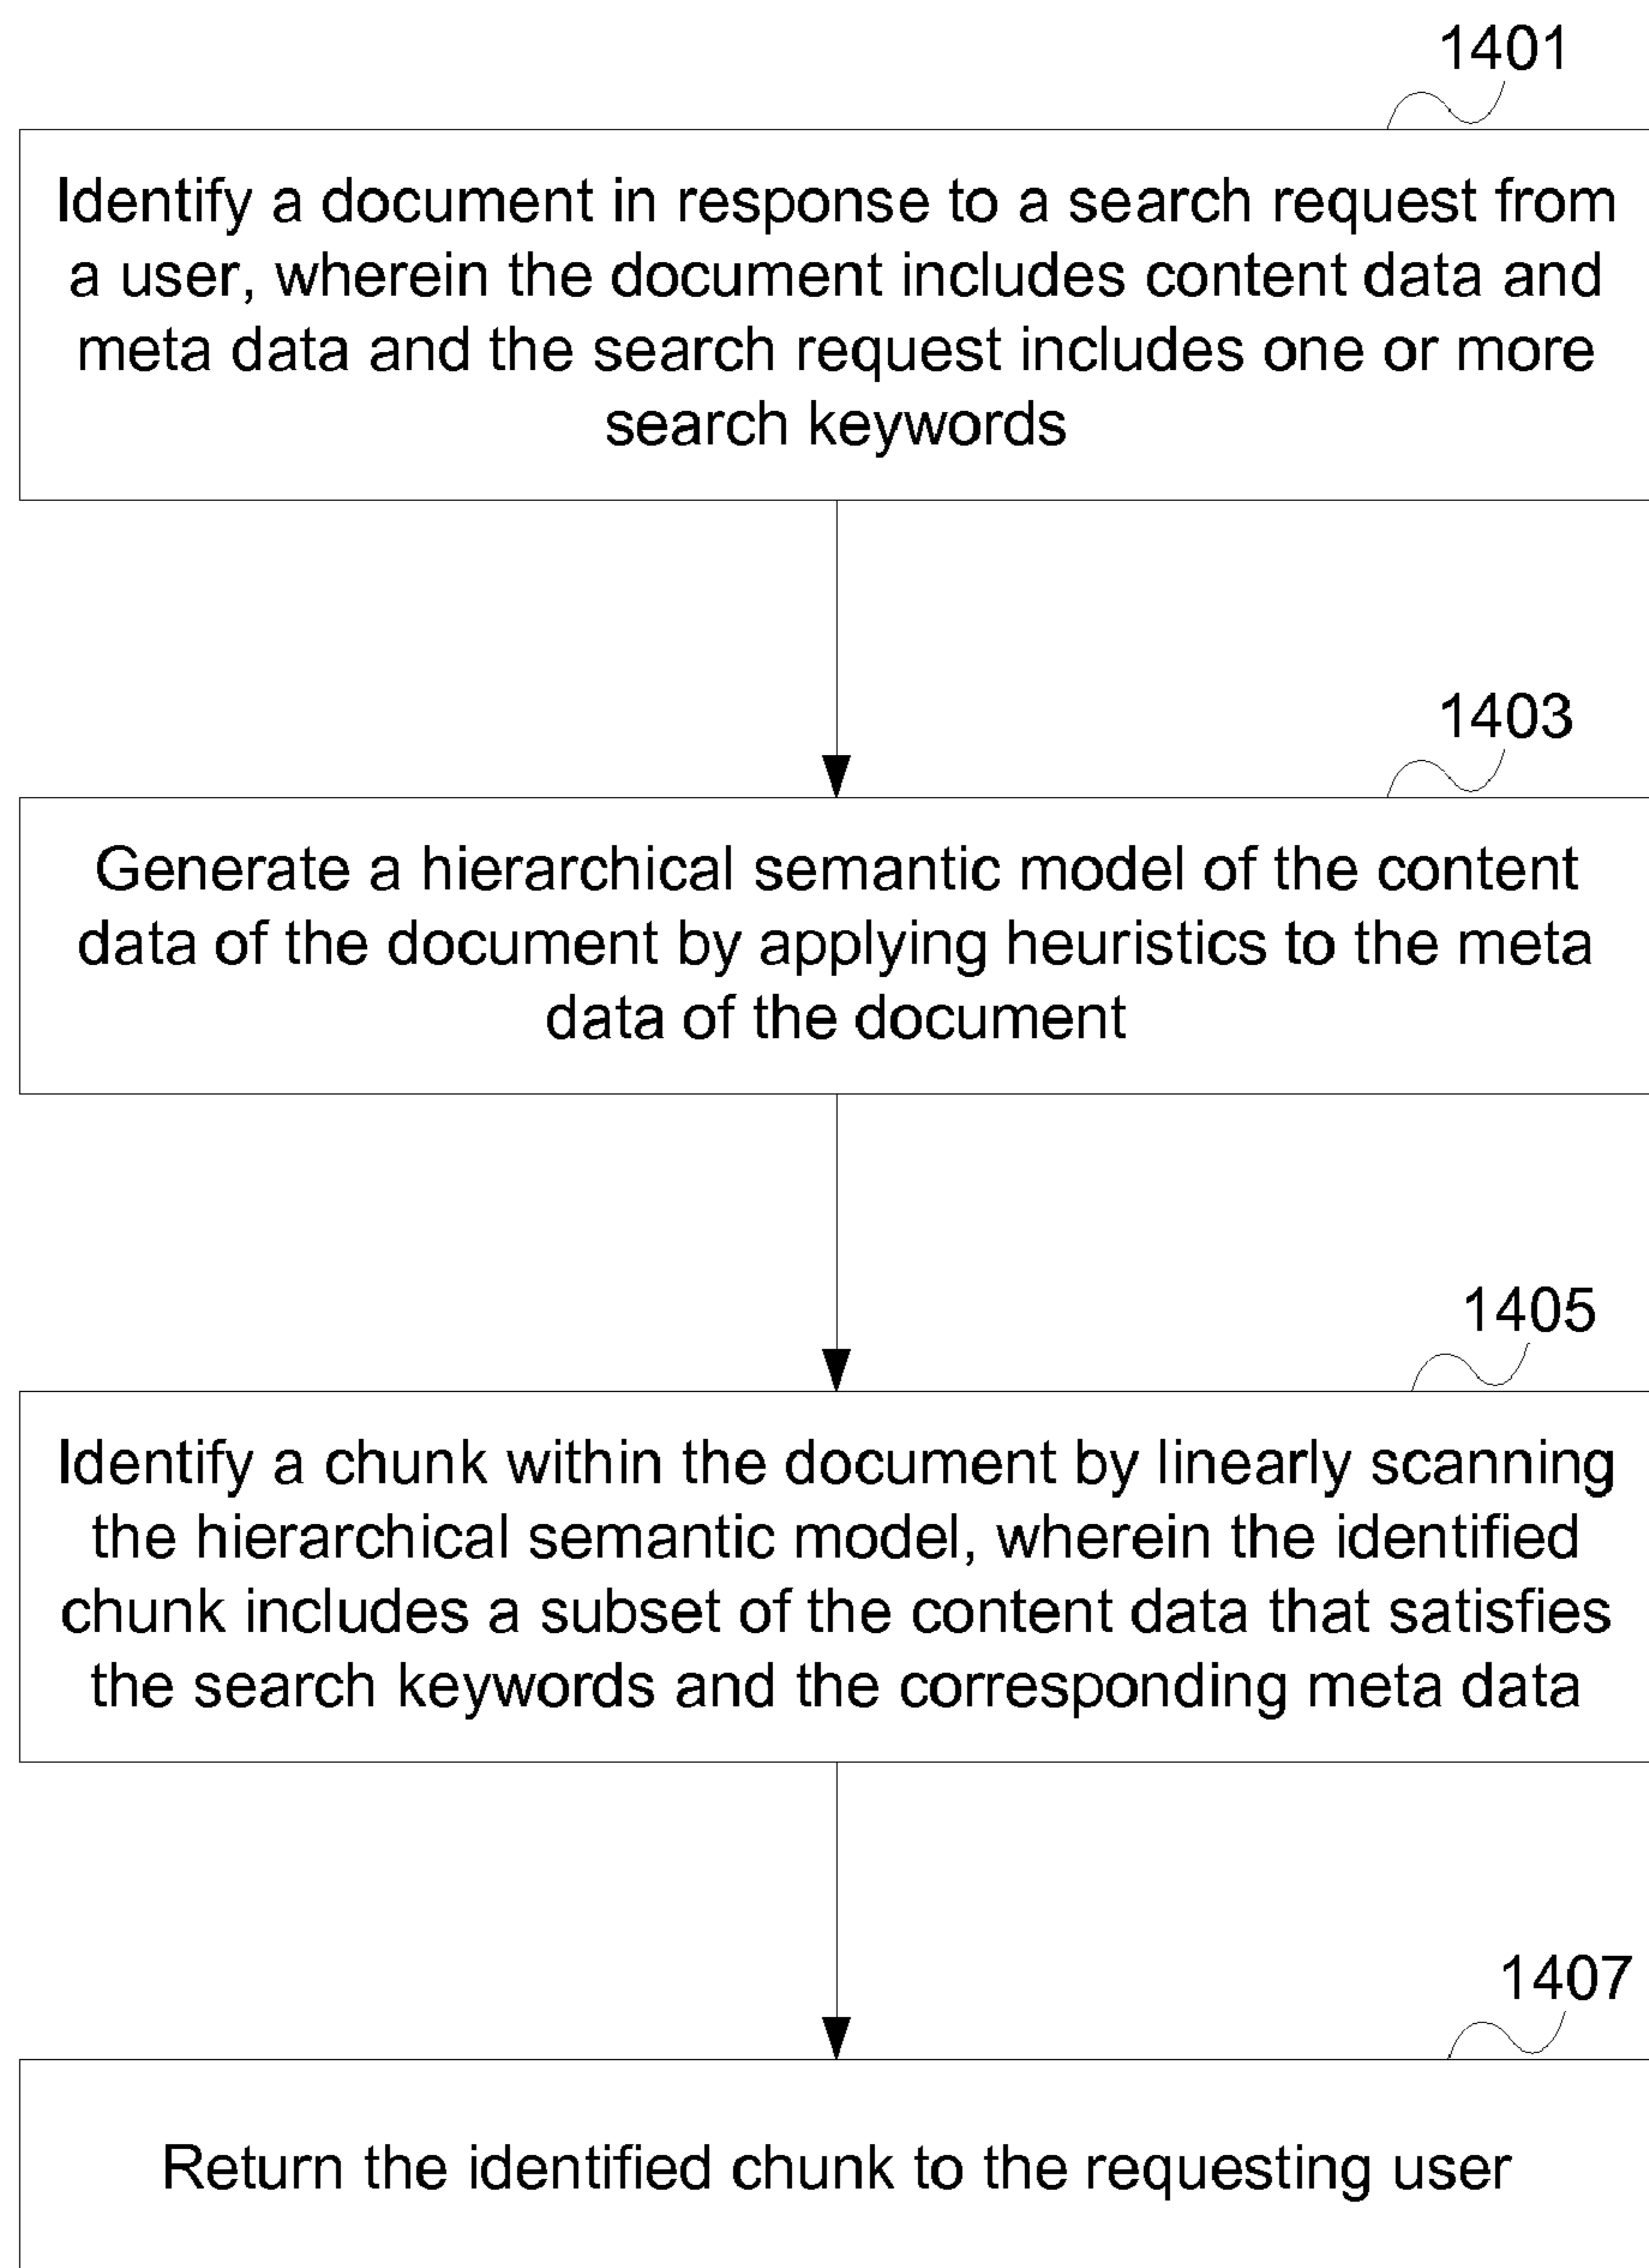 1401
Identify a document in response to a search request from
a user, wherein the document includes content data and
meta data and the search request includes one or more
search keywords
1403
Generate a hierarchical semantic model of the content
data of the document by applying heuristics to the meta
data of the document
1405
Identify a chunk within the document by linearly scanning
the hierarchical semantic model, wherein the identified
chunk includes a subset of the content data that satisfies
the search keywords and the corresponding meta data
1407
Return the identified chunk to the requesting user